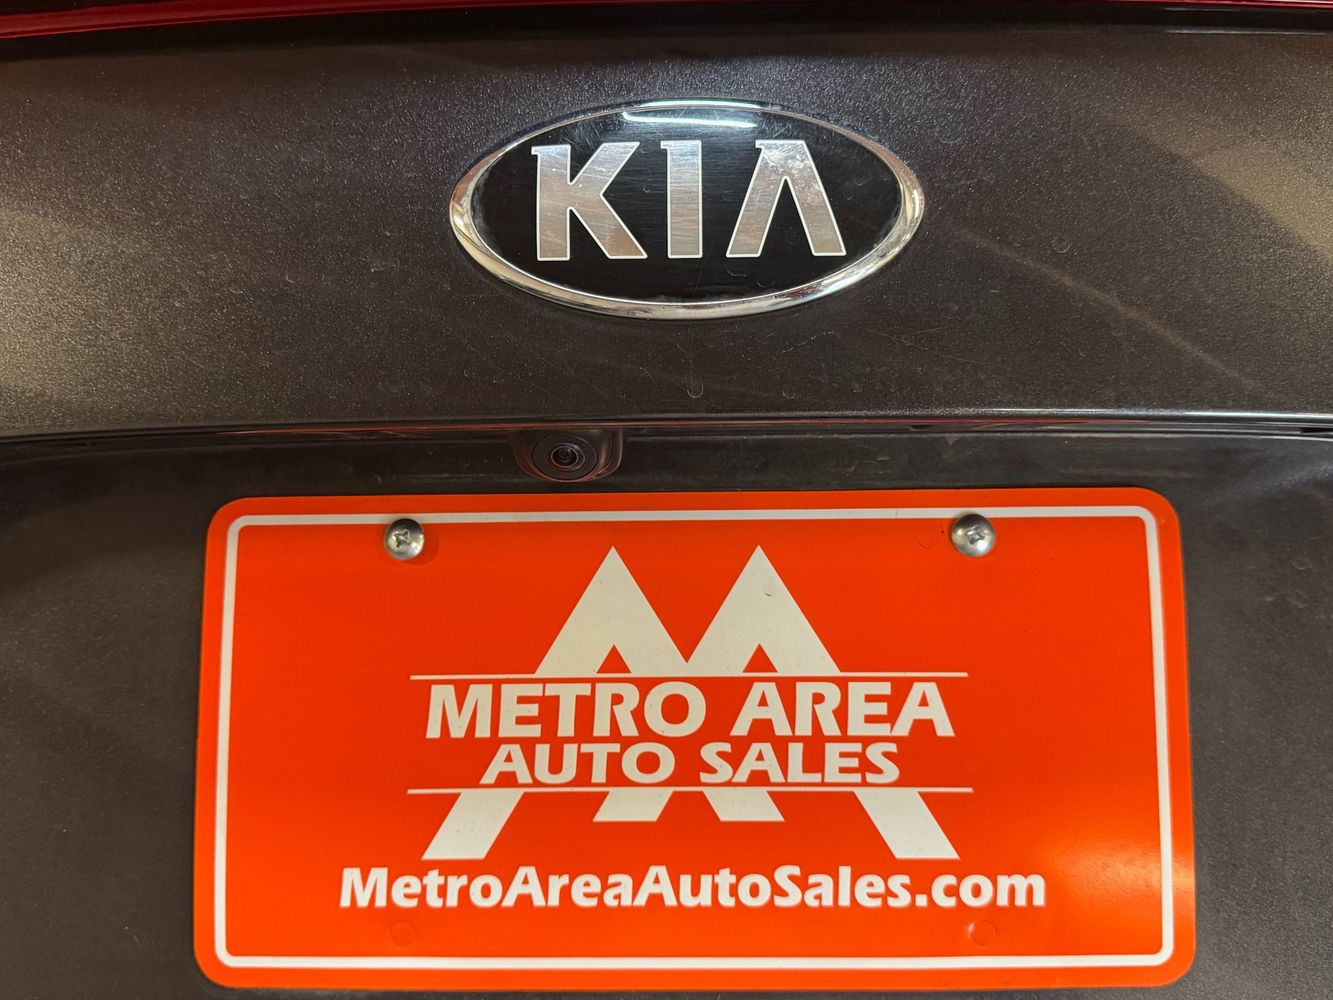 KIA
METRO AREA
AUTO SALES
MetroAreaAutoSales.com